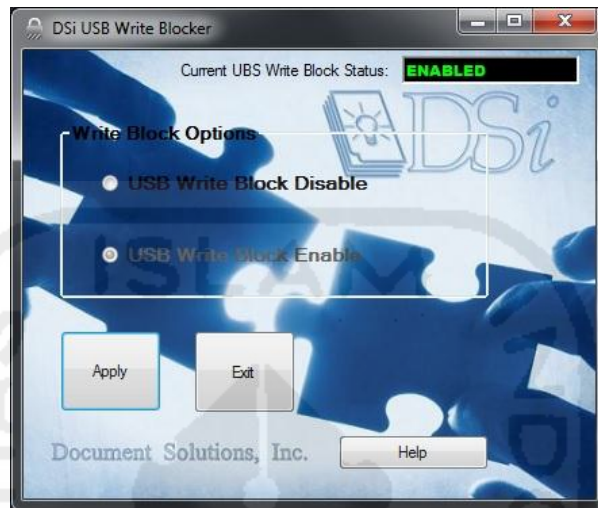 DSi USB Write Blocker
Current UBS Write Block Status: ENABLED
DSi
Write Block Options
USB Write Block Disable
USB Write Block Enable
ISLAM
Apply Exit
Document Solutions, Inc. Help